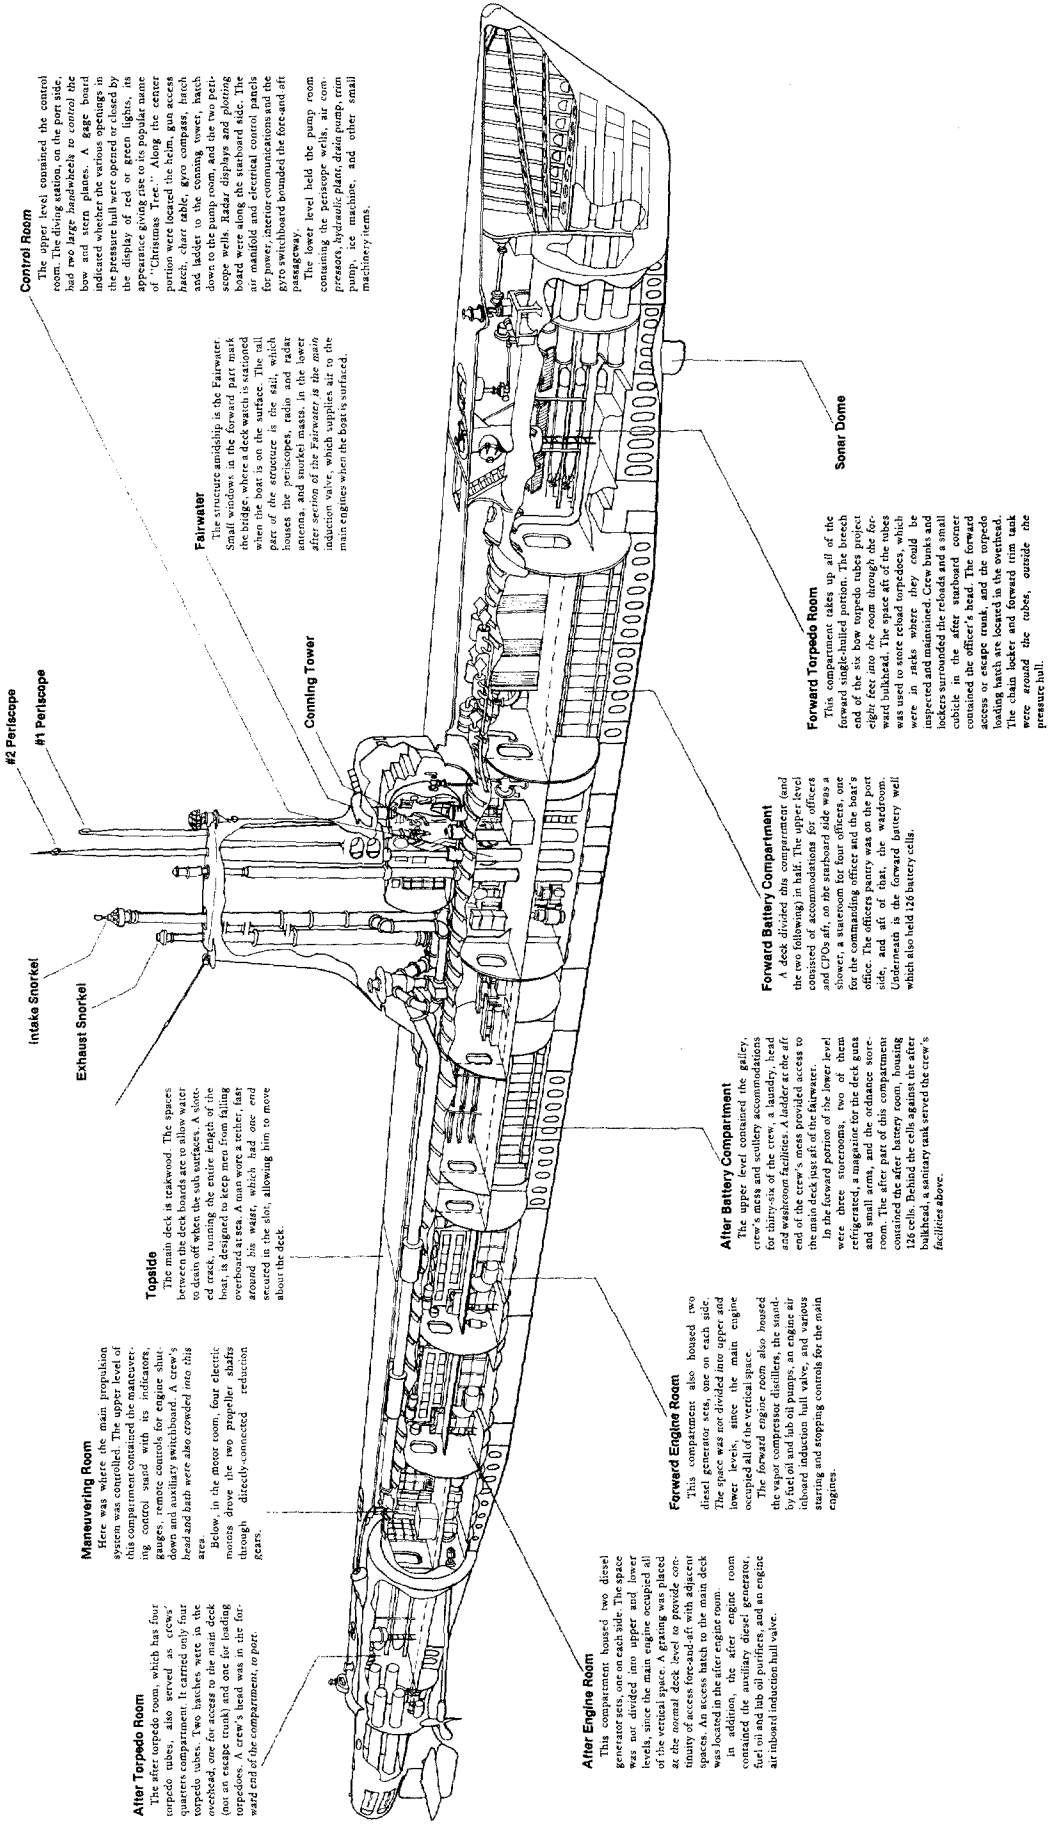 After Torpedo Room
The after torpedo room, which has four
torpedo tubes, also served as crews'
quarters compartment. It carried only four
torpedo tubes. Two hatches were in the
overhead, one for access to the main deck
(not an escape trunk) and one for loading
torpedoes. A crew's head was in the for-
ward end of the compartment, to port.
Maneuvering Room
Here was where the main propulsion
system was controlled. The upper level of
this compartment contained the maneuver-
ing control stand with its indicators,
gauges, remote controls for engine shut-
down and auxiliary switchboard. A crew's
head and bath were also crowded into this
area.
Below, in the motor room, four electric
motors drove the two propeller shafts
through directly-connected reduction
gears.
Topside
The main deck is teakwood. The spaces
between the deck boards are to allow water
to drain off when the sub surfaces. A slott-
ed crack, running the entire length of the
boat, is designed to keep men from falling
overboard at sea. A man wore a tether, fast
around his waist, which had one end
secured in the slot, allowing him to move
about the deck.
Intake Snorkel
Exhaust Snorkel
#2 Periscope
#1 Periscope
Conning Tower
Fairwater
The structure amidship is the Fairwater.
Small windows in the forward part mark
the bridge, where a deck watch is stationed
when the boat is on the surface. The tall
part of the structure is the sail, which
houses the periscopes, radio and radar
antenna, and snorkel masts. In the lower
after section of the Fairwater is the main
induction valve, which supplies air to the
main engines when the boat is surfaced.
Control Room
The upper level contained the control
room. The diving station, on the port side,
had two large handwheels to control the
bow and stern planes. A gage board
indicated whether the various openings in
the pressure hull were opened or closed by
the display of red or green lights, its
appearance giving rise to its popular name
of "Christmas Tree." Along the center
portion were located the helm, gun access
hatch, chart table, gyro compass, hatch
and ladder to the conning tower, hatch
down to the pump room, and the two peri-
scope wells. Radar displays and plotting
board were along the starboard side. The
air manifold and electrical control panels
for power, interior communications and the
gyro switchboard bounded the fore-and-aft
passageway.
The lower level held the pump room
containing the periscope wells, air com-
pressors, hydraulic plant, drain pump, trim
pump, ice machine, and other small
machinery items.
After Engine Room
This compartment housed two diesel
generator sets, one on each side. The space
was not divided into upper and lower
levels, since the main engine occupied all
of the vertical space. A grating was placed
at the normal deck level to provide con-
tinuity of access fore-and-aft with adjacent
spaces. An access hatch to the main deck
was located in the after engine room.
In addition, the after engine room
contained the auxiliary diesel generator,
fuel oil and lub oil purifiers, and an engine
air inboard induction hull valve.
Forward Engine Room
This compartment also housed two
diesel generator sets, one on each side.
The space was not divided into upper and
lower levels, since the main engine
occupied all of the vertical space.
The forward engine room also housed
the vapor compressor distillers, the stand-
by fuel oil and lub oil pumps, an engine air
inboard induction hull valve, and various
starting and stopping controls for the main
engines.
After Battery Compartment
The upper level contained the galley,
crew's mess and scullery accommodations
for thirty-six of the crew, a laundry, head
and washroom facilities. A ladder at the aft
end of the crew's mess provided access to
the main deck just aft of the fairwater.
In the forward portion of the lower level
were three storerooms, two of them
refrigerated, a magazine for the deck guns
and small arms, and the ordnance store-
room. The after part of this compartment
contained the after battery room, housing
126 cells. Behind the cells against the after
bulkhead, a sanitary tank served the crew's
facilities above.
Forward Battery Compartment
A deck divided this compartment (and
the two following) in half. The upper level
consisted of accommodations for officers
and CPOs aft, on the starboard side was a
shower, a stateroom for four officers, one
for the commanding officer and the boat's
office. The officers pantry was on the port
side, and aft of that, the wardroom.
Underneath is the forward battery well
which also held 126 battery cells.
Forward Torpedo Room
This compartment takes up all of the
forward single-hulled portion. The breech
end of the six bow torpedo tubes project
eight feet into the room through the for-
ward bulkhead. The space aft of the tubes
was used to store reload torpedoes, which
were in racks where they could be
inspected and maintained. Crew bunks and
lockers surrounded the reloads and a small
cubicle in the after starboard corner
contained the officer's head. The forward
access or escape trunk, and the torpedo
loading hatch are located in the overhead.
The chain locker and forward trim tank
were around the tubes, outside the
pressure hull.
Sonar Dome